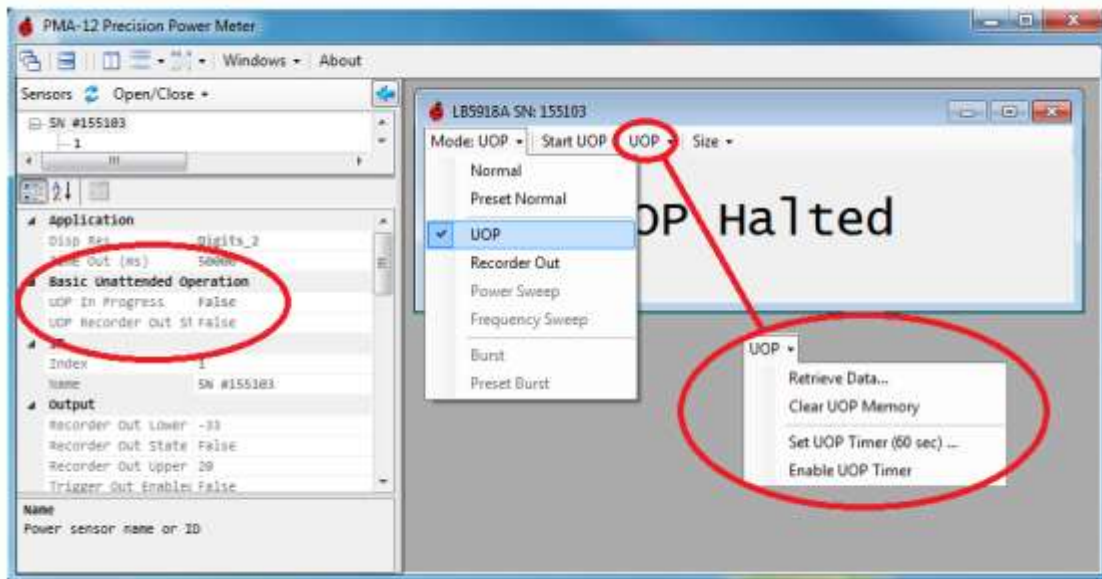 PMA-12 Precision Power Meter
Windows About
Sensors Open/Close
SN #155103
1
Application
Disp Res Digits_2
Time Out (ms) 50000
Basic Unattended Operation
UOP In Progress False
UOP Recorder Out St False
ID
Index 1
Name SN #155103
Output
Recorder Out Lower -33
Recorder Out State False
Recorder Out Upper 20
Trigger Out Enable False
Name
Power sensor name or ID
LB5918A SN: 155103
Mode: UOP Start UOP UOP Size
Normal
Preset Normal
UOP
Recorder Out
Power Sweep
Frequency Sweep
Burst
Preset Burst
OP Halted
UOP
Retrieve Data...
Clear UOP Memory
Set UOP Timer (60 sec) ...
Enable UOP Timer